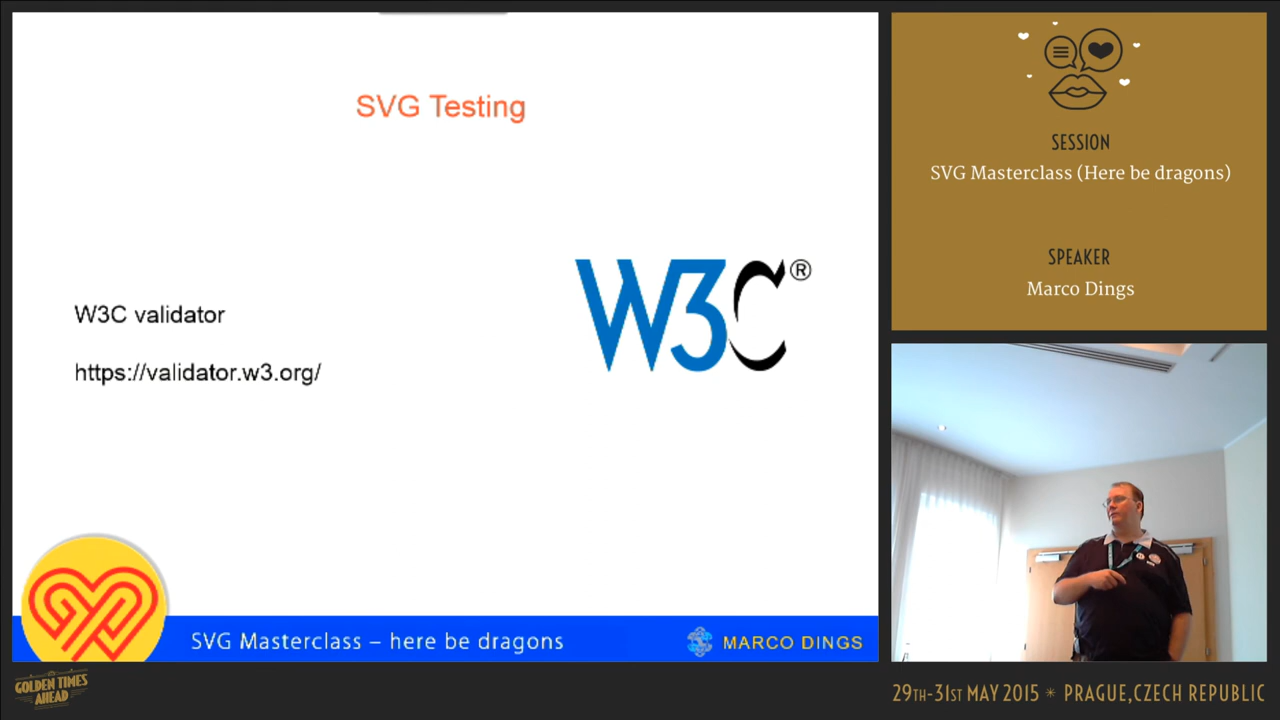 SVG Testing
W3C®
W3C validator
https://validator.w3.org/
SVG Masterclass – here be dragons
MARCO DINGS
SESSION
SVG Masterclass (Here be dragons)
SPEAKER
Marco Dings
GOLDEN TIMES
AHEAD
29TH-31ST MAY 2015 * PRAGUE,CZECH REPUBLIC